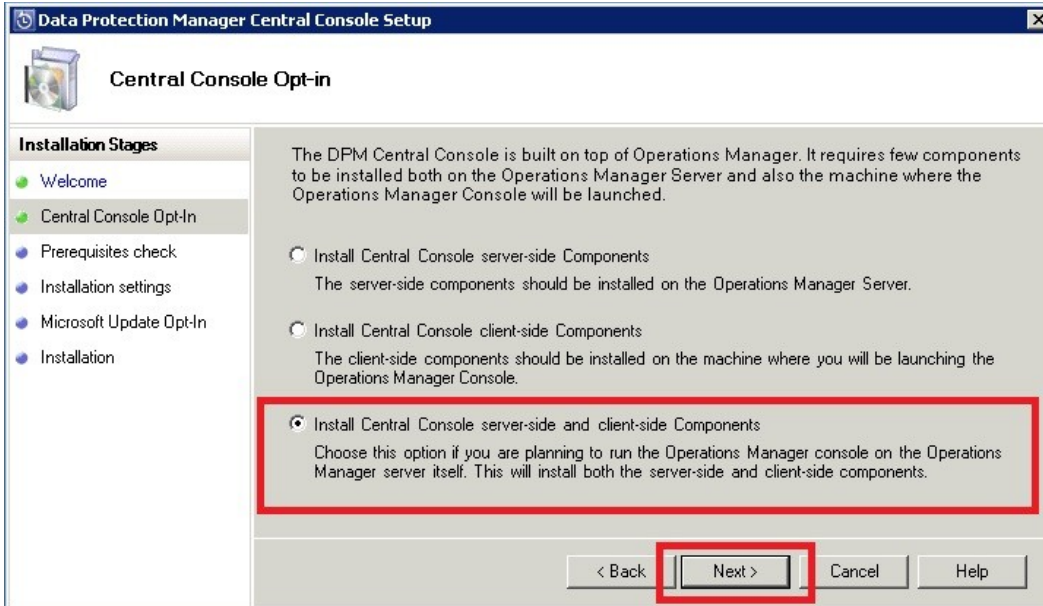 Data Protection Manager Central Console Setup
Central Console Opt-in
Installation Stages
Welcome
Central Console Opt-In
Prerequisites check
Installation settings
Microsoft Update Opt-In
Installation
The DPM Central Console is built on top of Operations Manager. It requires few components
to be installed both on the Operations Manager Server and also the machine where the
Operations Manager Console will be launched.
Install Central Console server-side Components
The server-side components should be installed on the Operations Manager Server.
Install Central Console client-side Components
The client-side components should be installed on the machine where you will be launching the
Operations Manager Console.
Install Central Console server-side and client-side Components
Choose this option if you are planning to run the Operations Manager console on the Operations
Manager server itself. This will install both the server-side and client-side components.
< Back
Next >
Cancel
Help